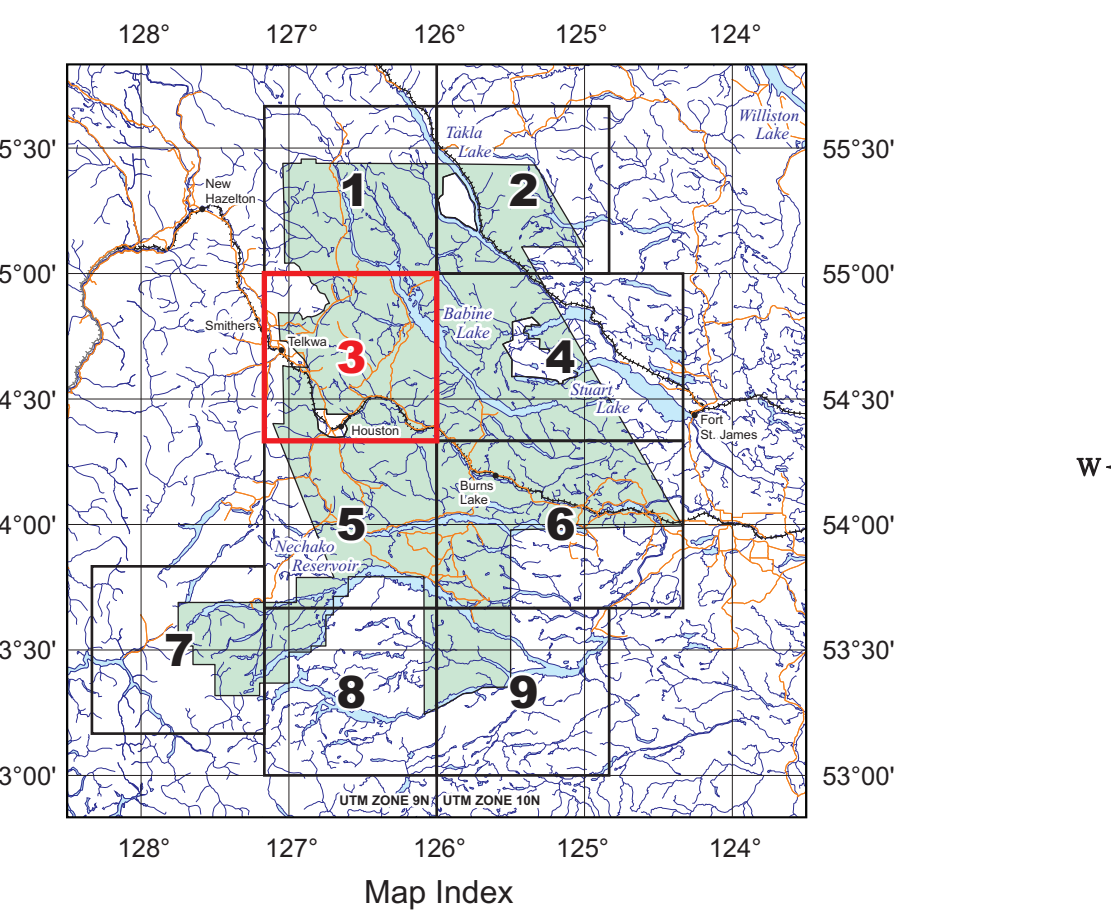 128° 127° 126° 125° 124°
Williston
Lake
Takla
Lake
5°30' 55°30'
New
Hazelton
1 2
5°00' 55°00'
Babine
Lake
Smithers
Telkwa
3 4
Stuart
Lake
4°30' 54°30'
Fort
St. James
Houston
W
Burns
Lake
4°00' 54°00'
5 6
Nechako
Reservoir
3°30' 53°30'
7
8 9
3°00' 53°00'
UTM ZONE 9N UTM ZONE 10N
128° 127° 126° 125° 124°
Map Index